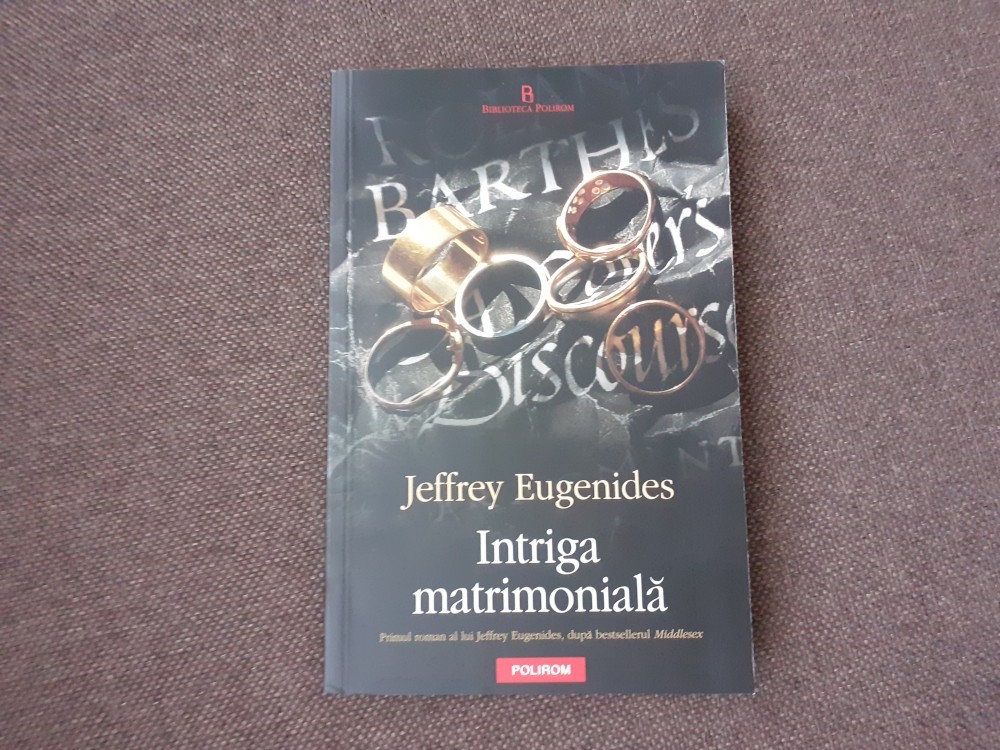 B
BIBLIOTECA POLIROM
BARTHES
Discourse
Jeffrey Eugenides
Intriga
matrimonială
Primul roman al lui Jeffrey Eugenides, după bestsellerul Middlesex
POLIROM